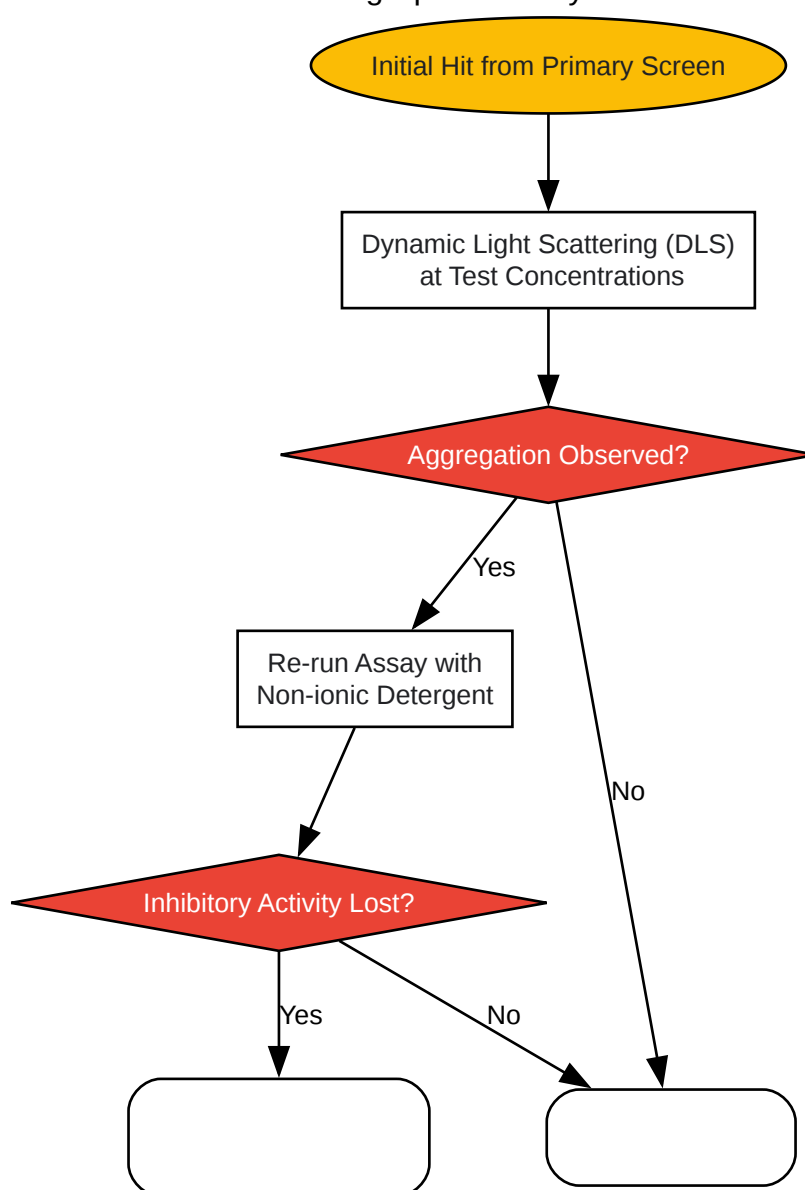 Initial Hit from Primary Screen
Dynamic Light Scattering (DLS)
at Test Concentrations
Aggregation Observed?
Yes
Re-run Assay with
Non-ionic Detergent
No
Inhibitory Activity Lost?
Yes
No